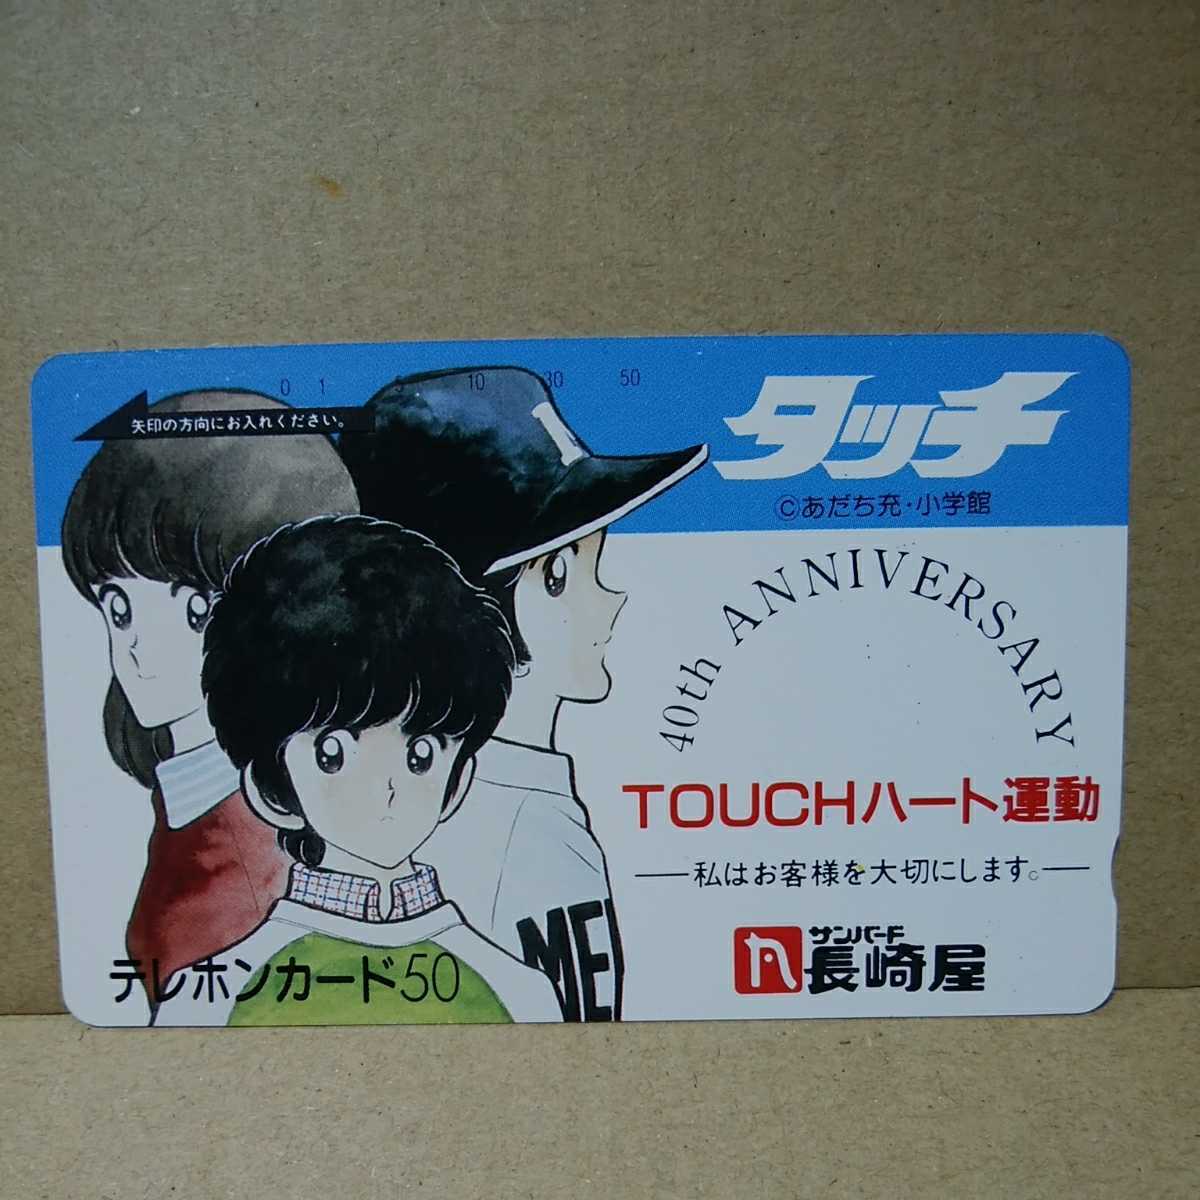 0 1 5 10 30 50
矢印の方向にお入れください。
タッチ
©あだち充・小学館
40th ANNIVERSARY
TOUCHハート運動
私はお客様を大切にします。
サンバード
長崎屋
テレホンカード50
ME